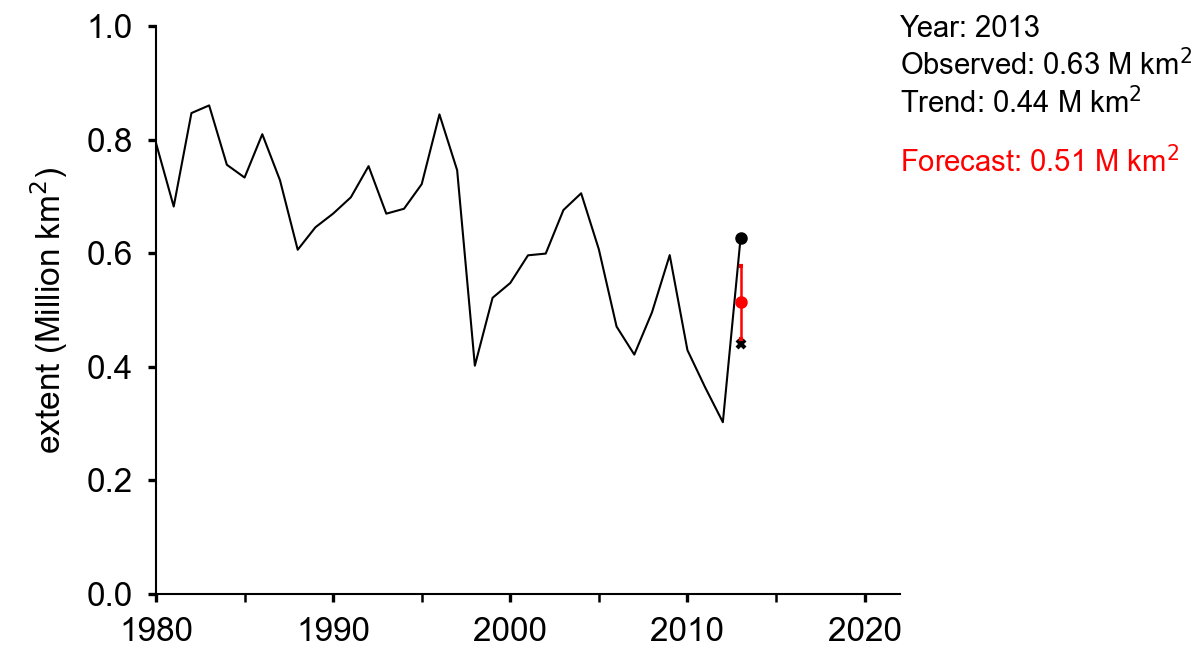 1.0
0.8
0.6
0.4
0.2
0.0
extent (Million km²)
1980 1990 2000 2010 2020
Year: 2013
Observed: 0.63 M km²
Trend: 0.44 M km²
Forecast: 0.51 M km²